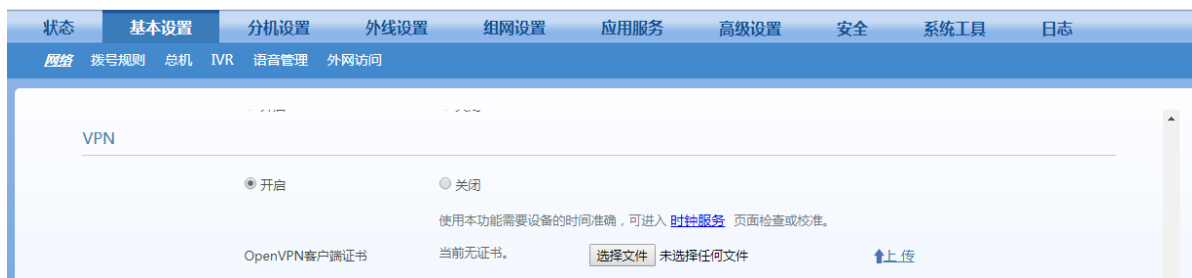 状态 基本设置 分机设置 外线设置 组网设置 应用服务 高级设置 安全 系统工具 日志
网络 拨号规则 总机 IVR 语音管理 外网访问
VPN
开启 关闭
使用本功能需要设备的时间准确，可进入 时钟服务 页面检查或校准。
OpenVPN客户端证书 当前无证书。 选择文件 未选择任何文件 上 传